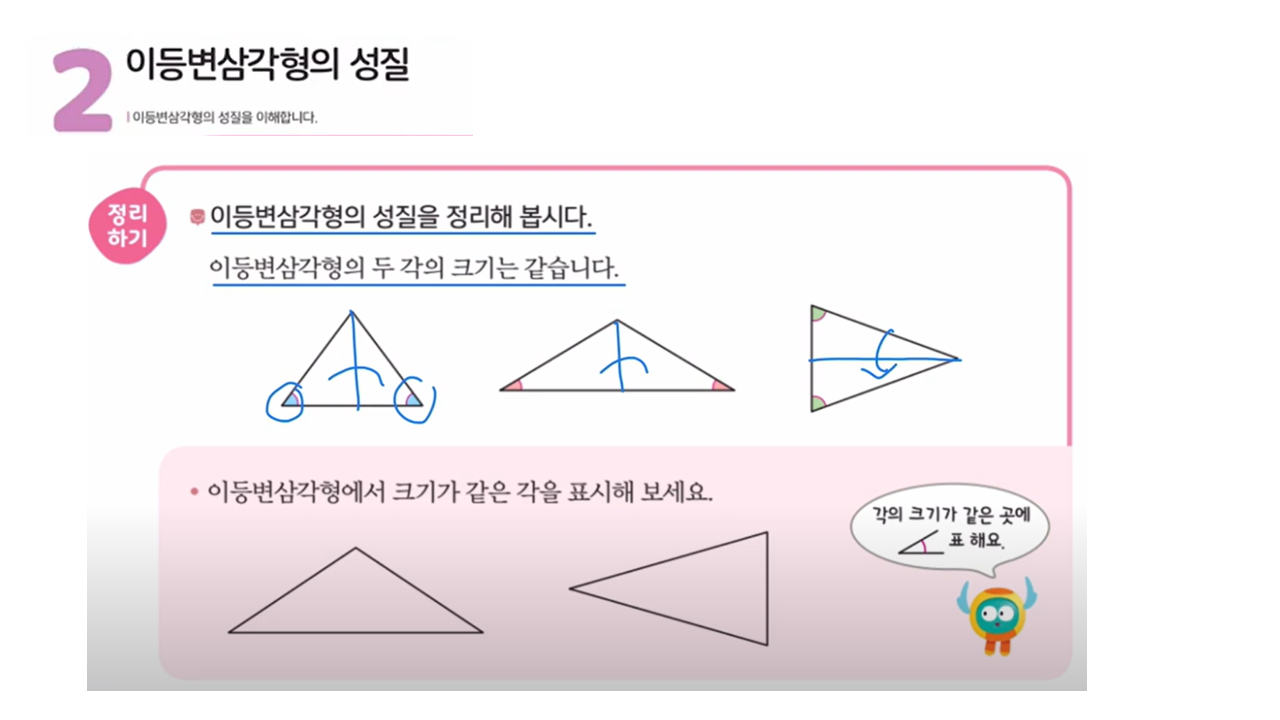 2
이등변삼각형의 성질
이등변삼각형의 성질을 이해합니다.
정리
하기
이등변삼각형의 성질을 정리해 봅시다.
이등변삼각형의 두 각의 크기는 같습니다.
• 이등변삼각형에서 크기가 같은 각을 표시해 보세요.
각의 크기가 같은 곳에
표 해요.